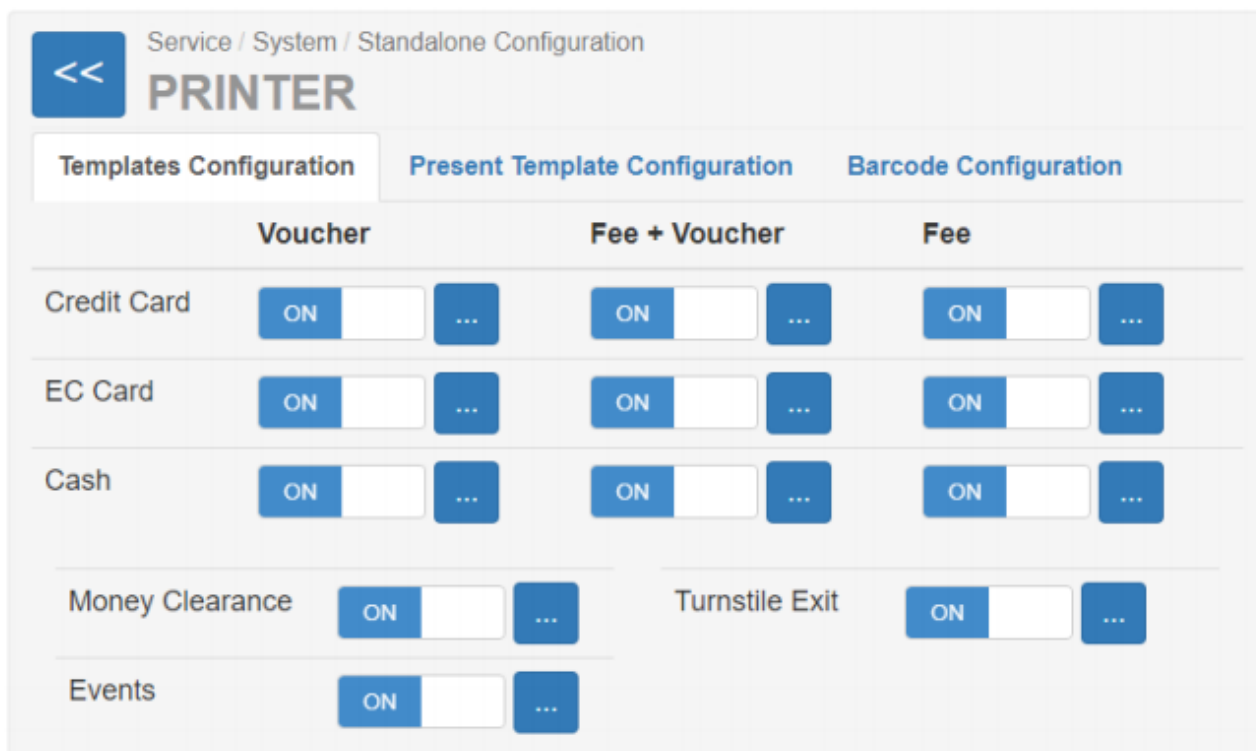 << Service / System / Standalone Configuration
PRINTER
Templates Configuration Present Template Configuration Barcode Configuration
Voucher Fee + Voucher Fee
Credit Card ON ... ON ... ON ...
EC Card ON ... ON ... ON ...
Cash ON ... ON ... ON ...
Money Clearance ON ... Turnstile Exit ON ...
Events ON ...